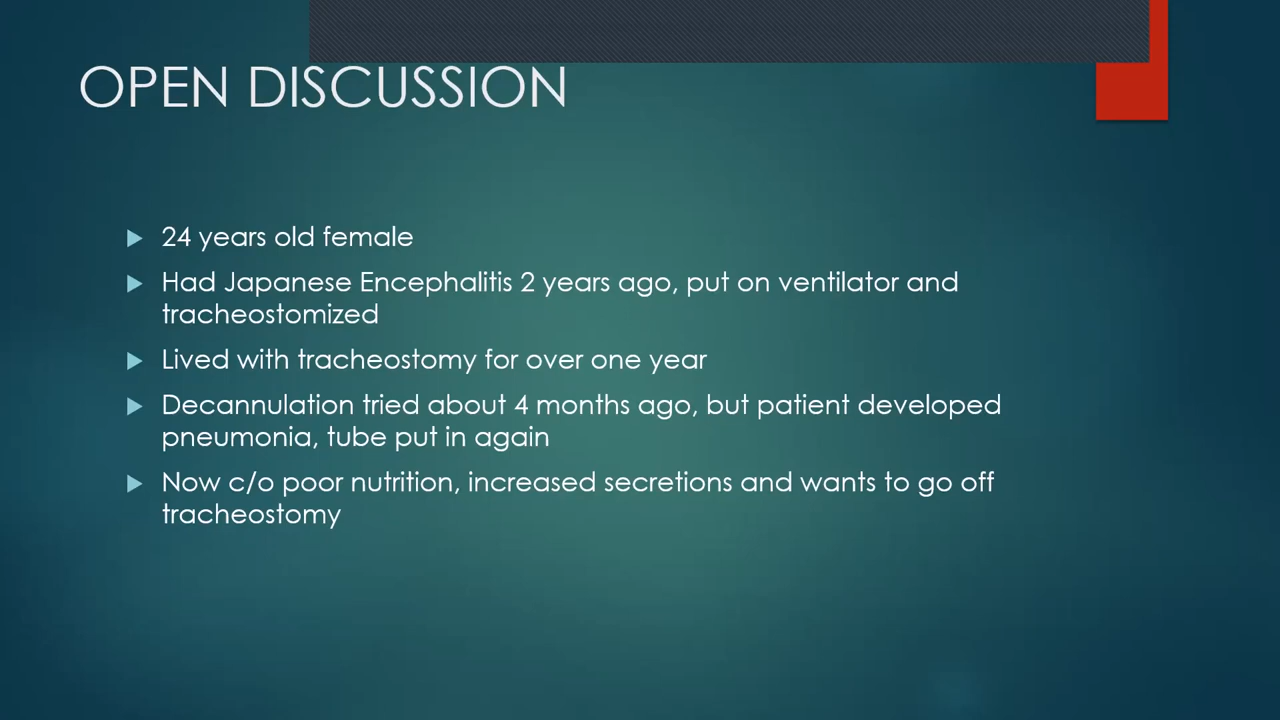 OPEN DISCUSSION
24 years old female
Had Japanese Encephalitis 2 years ago, put on ventilator and
tracheostomized
Lived with tracheostomy for over one year
Decannulation tried about 4 months ago, but patient developed
pneumonia, tube put in again
Now c/o poor nutrition, increased secretions and wants to go off
tracheostomy